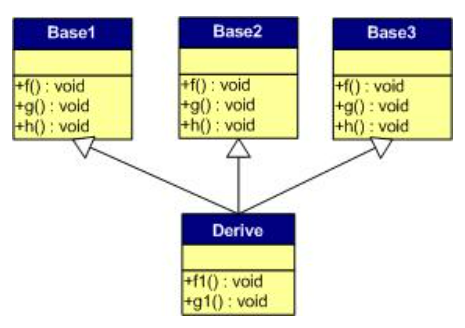 Base1
+f() : void
+g() : void
+h() : void
Base2
+f() : void
+g() : void
+h() : void
Base3
+f() : void
+g() : void
+h() : void
Derive
+f1() : void
+g1() : void